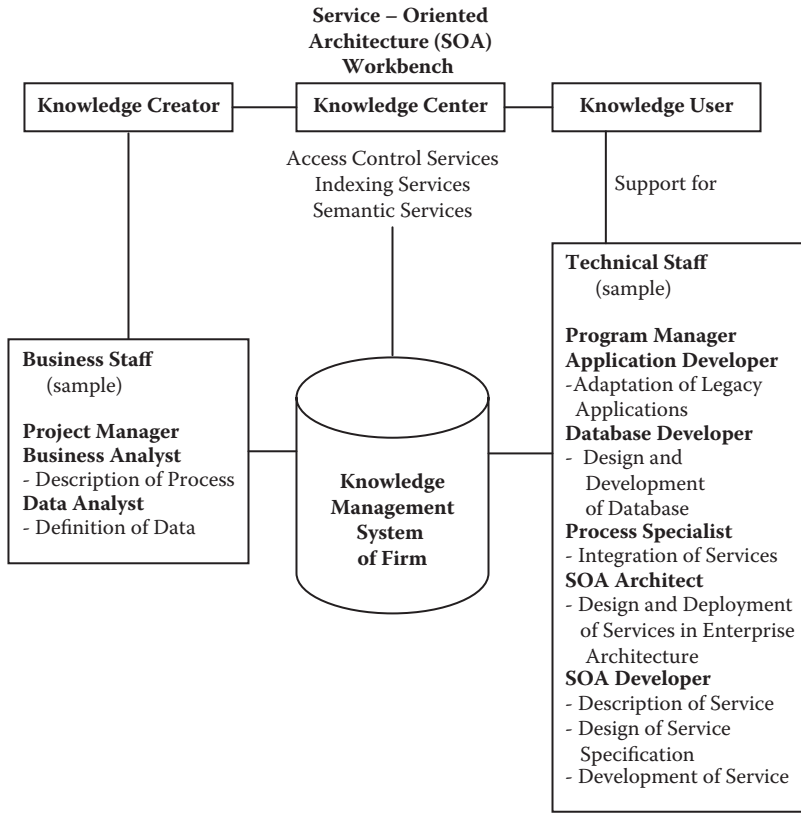 Service – Oriented
Architecture (SOA)
Workbench
Knowledge Creator
Knowledge Center
Knowledge User
Access Control Services
Indexing Services
Semantic Services
Support for
Business Staff
(sample)
Project Manager
Business Analyst
- Description of Process
Data Analyst
- Definition of Data
Knowledge
Management
System
of Firm
Technical Staff
(sample)
Program Manager
Application Developer
-Adaptation of Legacy
Applications
Database Developer
- Design and
Development
of Database
Process Specialist
- Integration of Services
SOA Architect
- Design and Deployment
of Services in Enterprise
Architecture
SOA Developer
- Description of Service
- Design of Service
Specification
- Development of Service